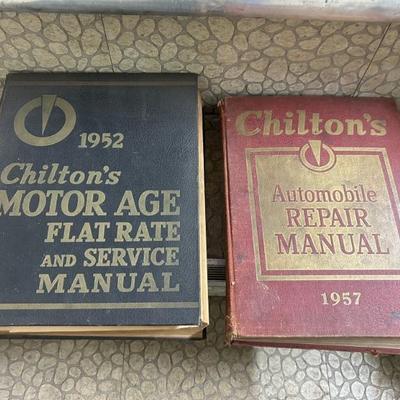 1952
Chilton's
MOTOR AGE
FLAT RATE
AND SERVICE
MANUAL
Chilton's
Automobile
REPAIR
MANUAL
1957